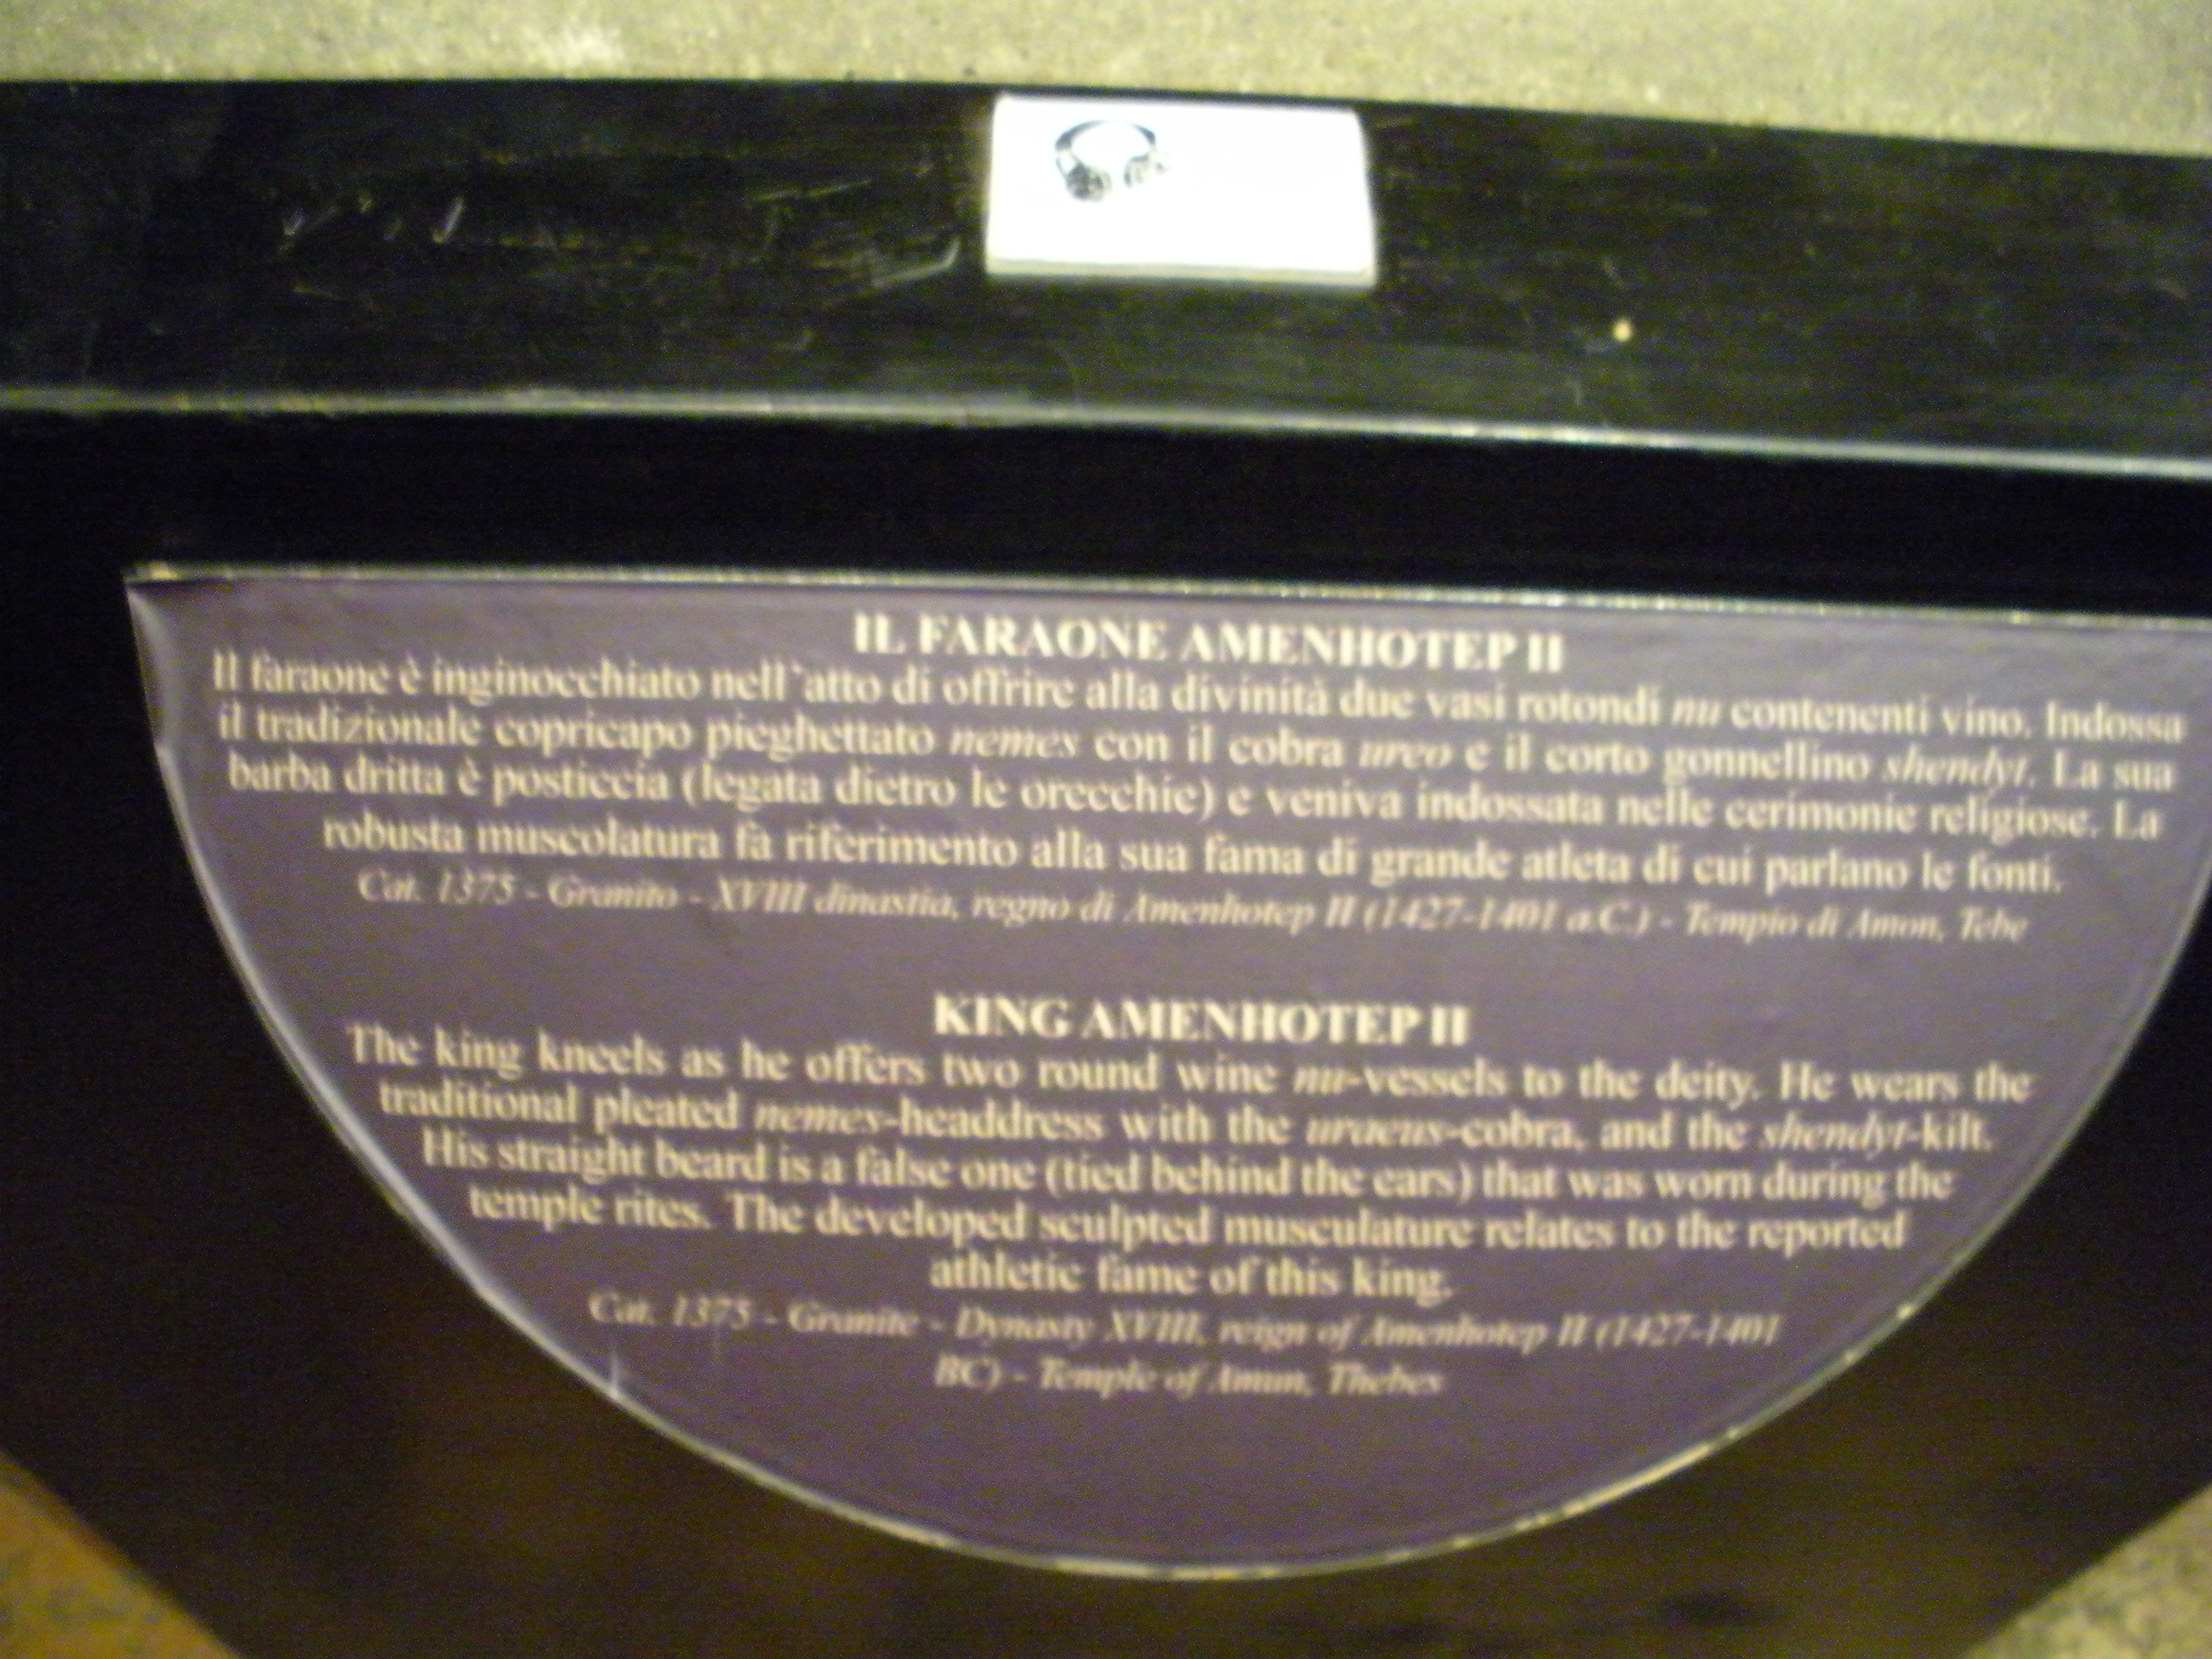 IL FARAONE AMENHOTEP II
Il faraone è inginocchiato nell'atto di offrire alla divinità due vasi rotondi nu contenenti vino. Indossa
il tradizionale copricapo pieghettato nemes con il cobra ureo e il corto gonnellino shendyt. La sua
barba dritta è posticcia (legata dietro le orecchie) e veniva indossata nelle cerimonie religiose. La
robusta muscolatura fa riferimento alla sua fama di grande atleta di cui parlano le fonti.
Cat. 1375 - Granito - XVIII dinastia, regno di Amenhotep II (1427-1401 a.C.) - Tempio di Amon, Tebe
KING AMENHOTEP II
The king kneels as he offers two round wine nu-vessels to the deity. He wears the
traditional pleated nemes-headdress with the uraeus-cobra, and the shendyt-kilt.
His straight beard is a false one (tied behind the ears) that was worn during the
temple rites. The developed sculpted musculature relates to the reported
athletic fame of this king.
Cat. 1375 - Granite - Dynasty XVIII, reign of Amenhotep II (1427-1401
BC) - Temple of Amun, Thebes